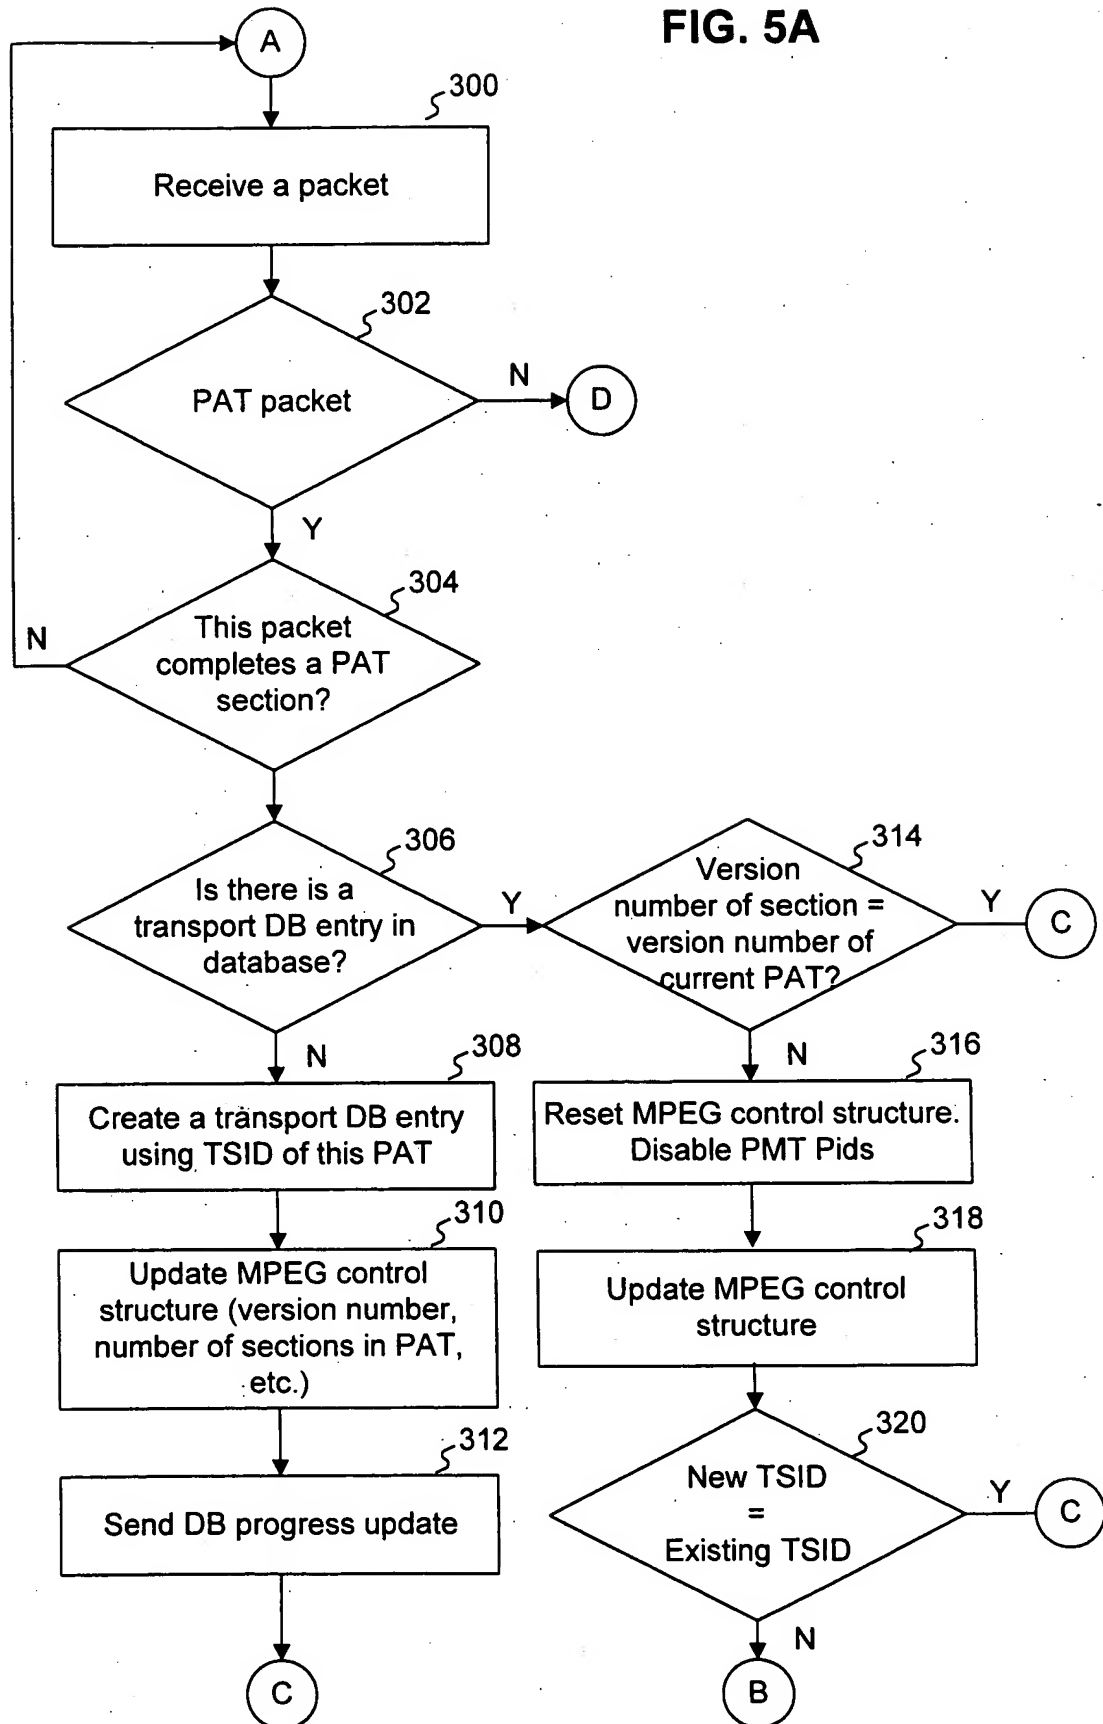 FIG. 5A
A
300
Receive a packet
302
PAT packet
N
D
Y
304
This packet
completes a PAT
section?
N
306
Is there is a
transport DB entry in
database?
Y
314
Version
number of section =
version number of
current PAT?
Y
C
N
308
Create a transport DB entry
using TSID of this PAT
N
316
Reset MPEG control structure.
Disable PMT Pids
310
Update MPEG control
structure (version number,
number of sections in PAT,
etc.)
318
Update MPEG control
structure
312
Send DB progress update
320
New TSID
=
Existing TSID
Y
C
N
C
B